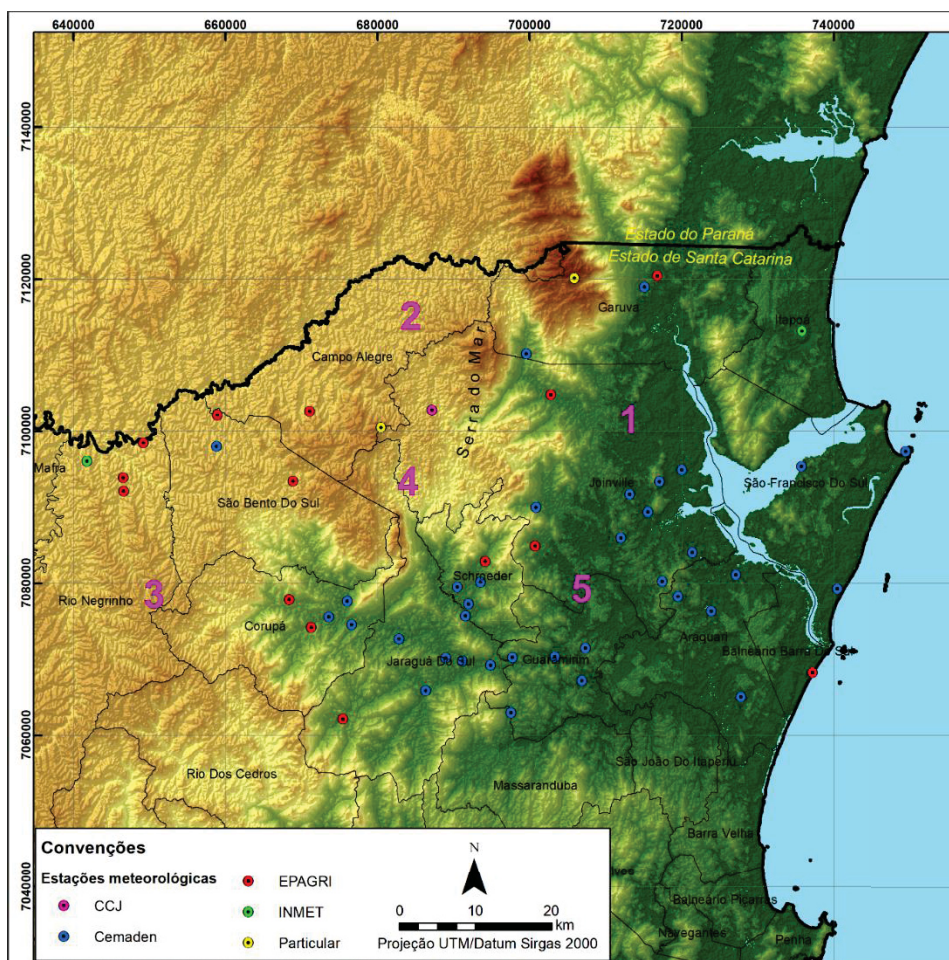 640000 660000 680000 700000 720000 740000
7140000
7120000
7100000
7080000
7060000
7040000
Estado do Paraná
Estado de Santa Catarina
Garuva
Itapoá
2
Campo Alegre
Serra do Mar
1
Mafra
4
Joinville
São Francisco Do Sul
São Bento Do Sul
Schroeder
5
3
Rio Negrinho
Corupá
Araquari
Balneário Barra Do Sul
Jaraguá Do Sul
Guaramirim
Rio Dos Cedros
Massaranduba
São João Do Itaperiú
Barra Velha
Balneário Piçarras
Navegantes
Penha
Convenções
Estações meteorológicas
CCJ
Cemaden
EPAGRI
INMET
Particular
N
0 10 20
km
Projeção UTM/Datum Sirgas 2000